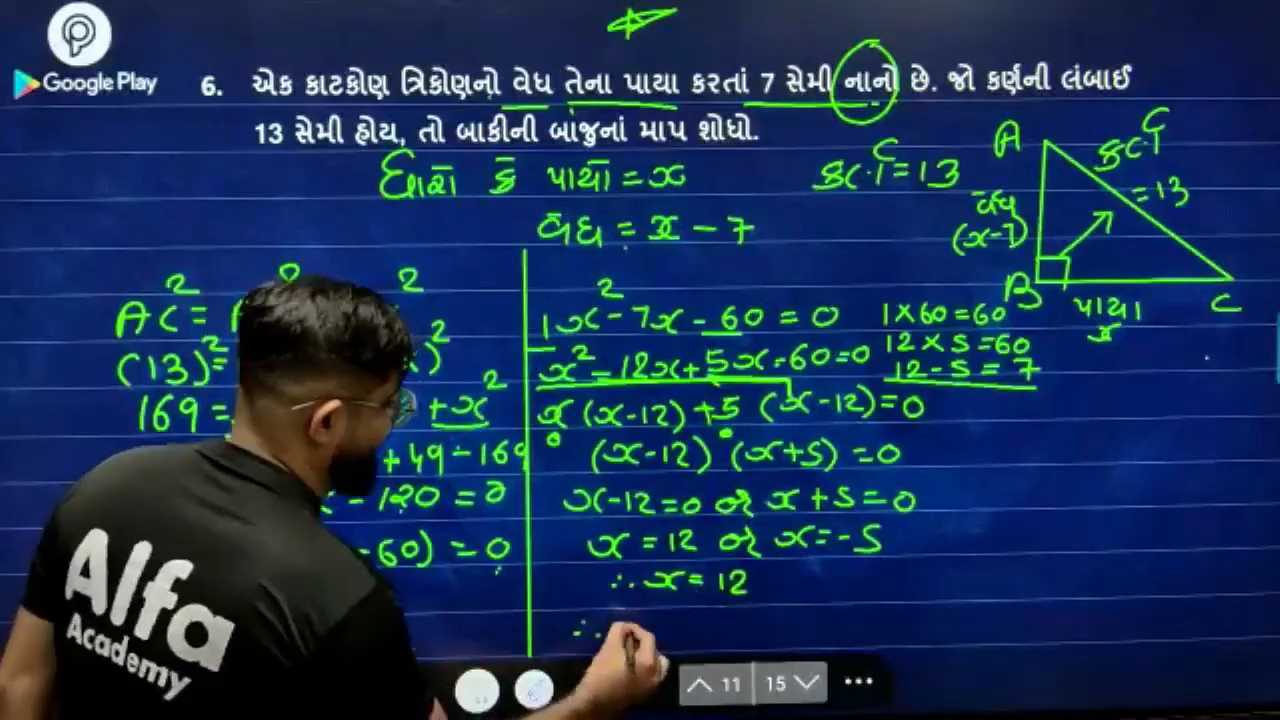 Google Play
6. એક કાટકોણ ત્રિકોણનો વેધ તેના પાયા કરતાં 7 સેમી નાનો છે. જો કર્ણની લંબાઈ
13 સેમી હોય, તો બાકીની બાજુનાં માપ શોધો.
ધારો કે પાયો = x
કર્ણ = 13
વેધ = x - 7
A
કર્ણ
= 13
વેધ
(x-7)
B
પાયા
x
C
AC² =
²
(13)² = )²
169 = + x²
+ 49 - 169
- 120 = 0
- 60) = 0
1x² - 7x - 60 = 0
x² - 12x + 5x - 60 = 0
x (x-12) + 5 (x-12) = 0
(x-12) (x+5) = 0
x-12=0 or x+5=0
x = 12 or x = -5
∴ x = 12
∴
1 × 60 = 60
12 × 5 = 60
12 - 5 = 7
Alfa
Academy
11
15